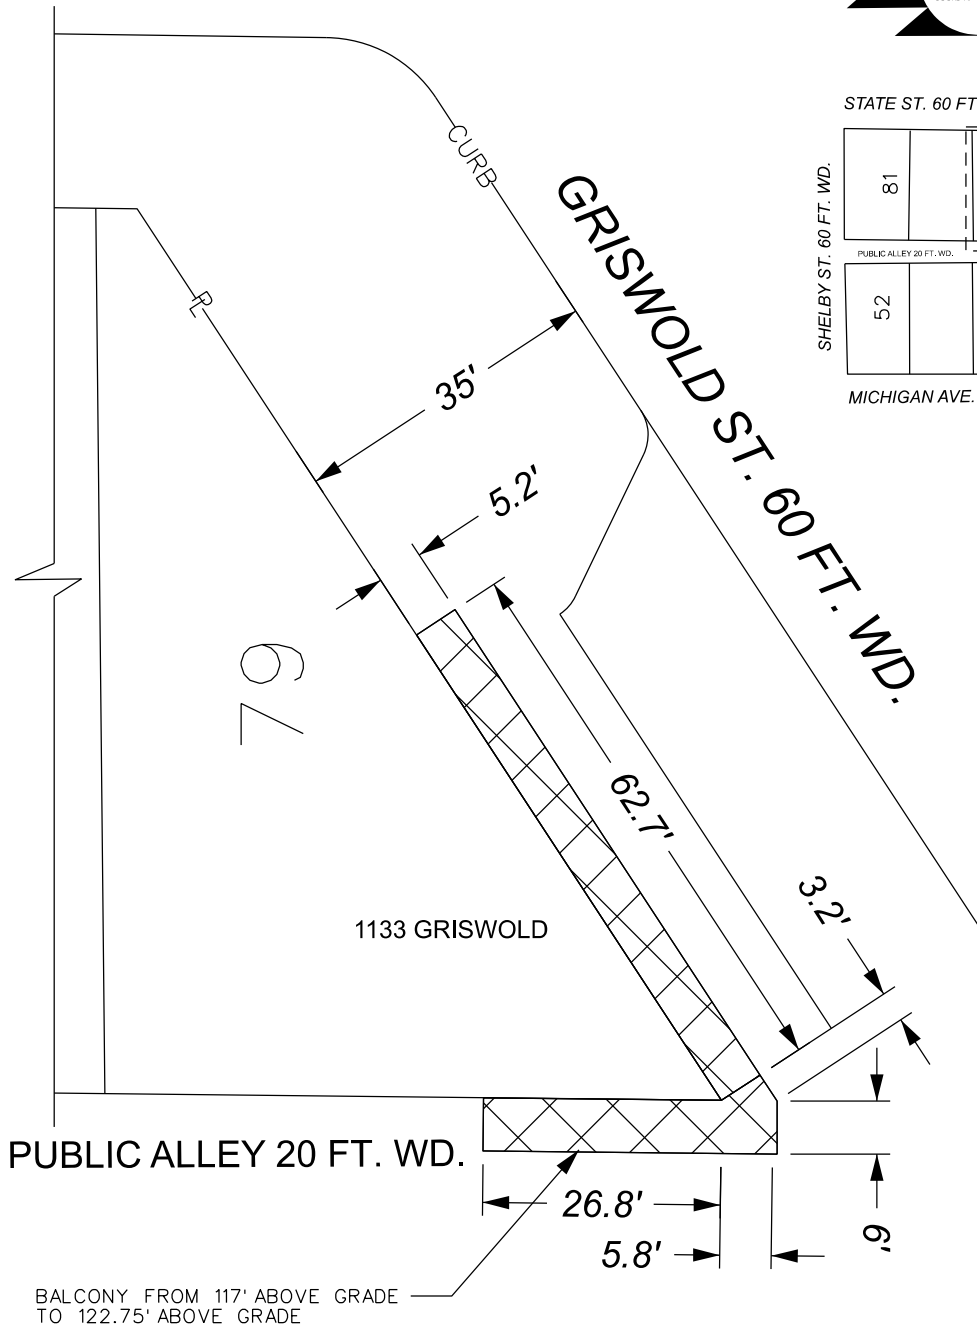 STATE ST. 60 FT
CURB
SHELBY ST. 60 FT. WD.
81
PUBLIC ALLEY 20 FT. WD.
52
MICHIGAN AVE.
GRISWOLD ST. 60 FT. WD.
PL
35'
5.2'
79
62.7'
3.2'
1133 GRISWOLD
PUBLIC ALLEY 20 FT. WD.
26.8'
5.8'
6'
BALCONY FROM 117' ABOVE GRADE
TO 122.75' ABOVE GRADE